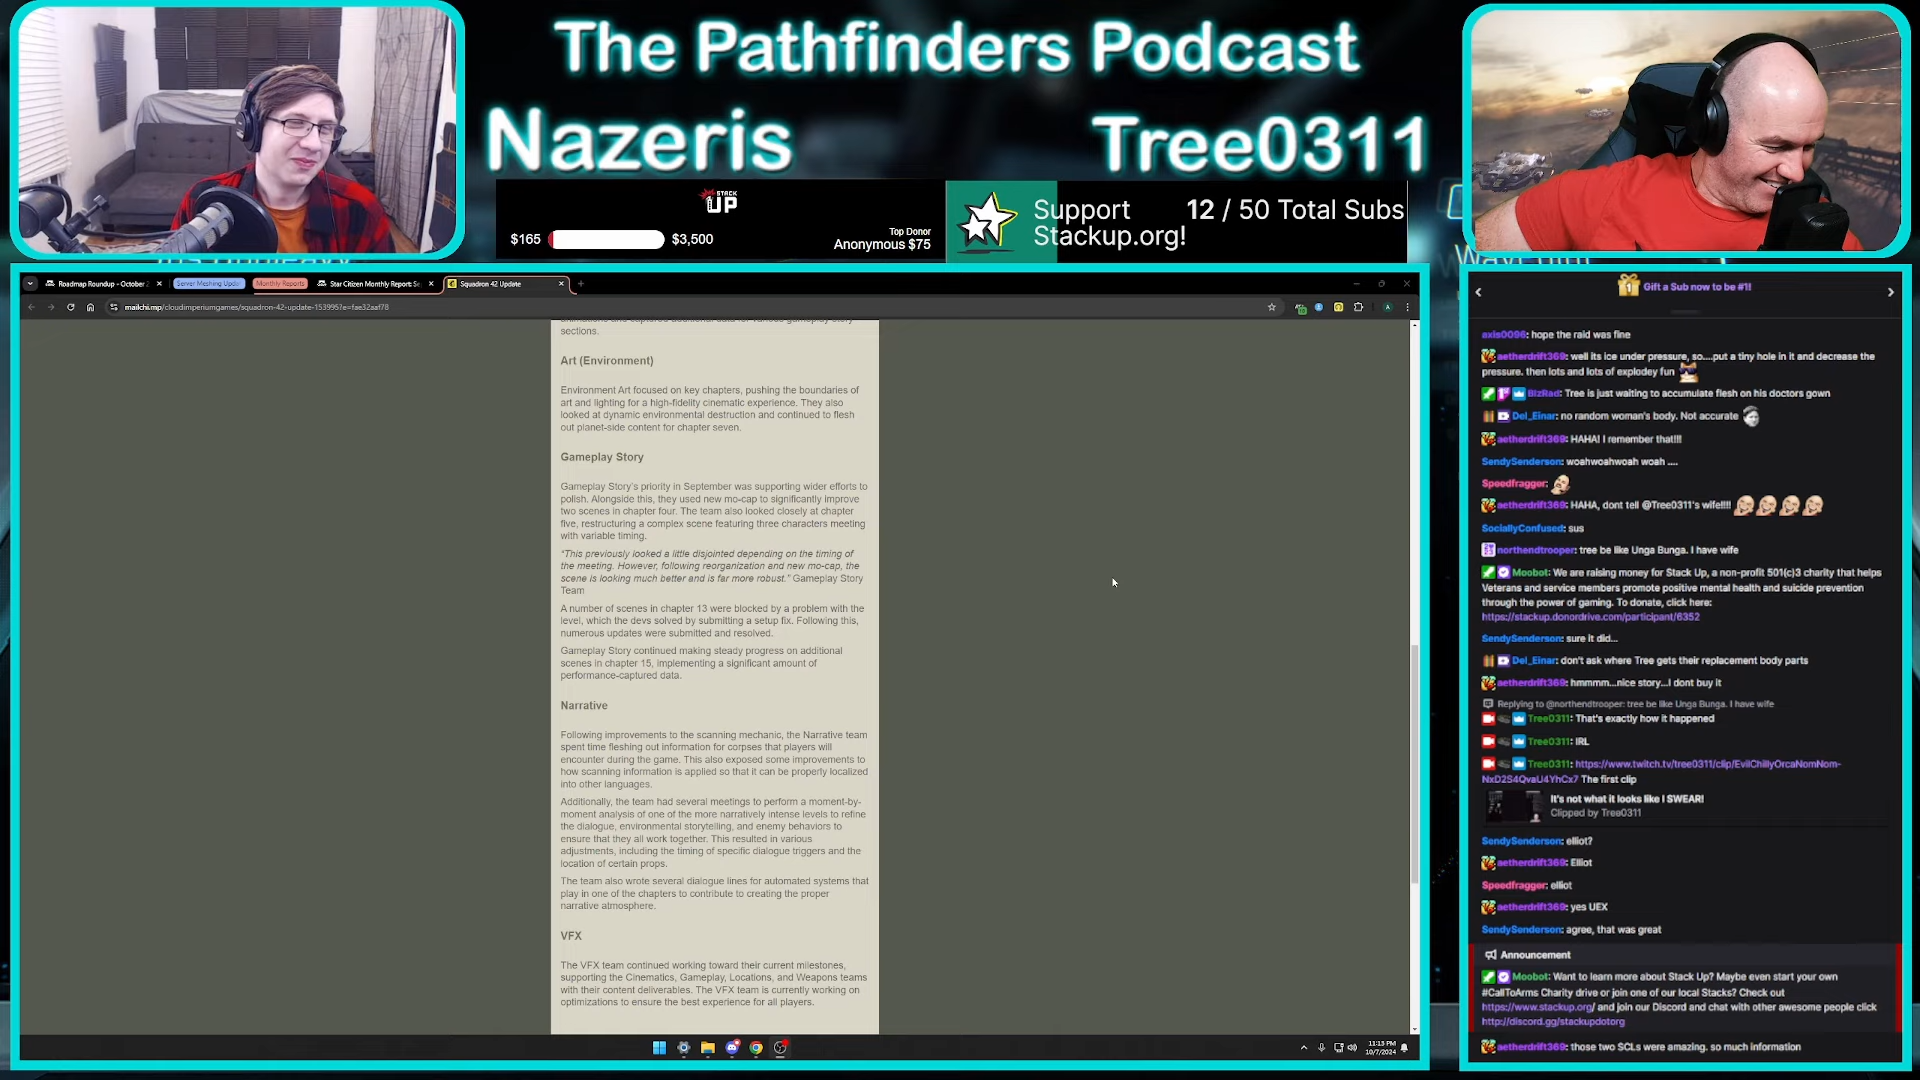 The Pathfinders Podcast
Nazeris
Tree0311
STACK
UP
$165
$3,500
Top Donor
Anonymous $75
Support
Stackup.org!
12 / 50 Total Subs
Roadmap Roundup - October 2
Server Meshing Updat
Monthly Reports
Star Citizen Monthly Report: Se
Squadron 42 Update
mailchi.mp/cloudimperiumgames/squadron-42-update-153995?e=fae32aaf78
sections.
Art (Environment)
Environment Art focused on key chapters, pushing the boundaries of
art and lighting for a high-fidelity cinematic experience. They also
looked at dynamic environmental destruction and continued to flesh
out planet-side content for chapter seven.
Gameplay Story
Gameplay Story's priority in September was supporting wider efforts to
polish. Alongside this, they used new mo-cap to significantly improve
two scenes in chapter four. The team also looked closely at chapter
five, restructuring a complex scene featuring three characters meeting
with variable timing.
"This previously looked a little disjointed depending on the timing of
the meeting. However, following reorganization and new mo-cap, the
scene is looking much better and is far more robust." Gameplay Story
Team
A number of scenes in chapter 13 were blocked by a problem with the
level, which the devs solved by submitting a setup fix. Following this,
numerous updates were submitted and resolved.
Gameplay Story continued making steady progress on additional
scenes in chapter 15, implementing a significant amount of
performance-captured data.
Narrative
Following improvements to the scanning mechanic, the Narrative team
spent time fleshing out information for corpses that players will
encounter during the game. This also exposed some improvements to
how scanning information is applied so that it can be properly localized
into other languages.
Additionally, the team had several meetings to perform a moment-by-
moment analysis of one of the more narratively intense levels to refine
the dialogue, environmental storytelling, and enemy behaviors to
ensure that they all work together. This resulted in various
adjustments, including the timing of specific dialogue triggers and the
location of certain props.
The team also wrote several dialogue lines for automated systems that
play in one of the chapters to contribute to creating the proper
narrative atmosphere.
VFX
The VFX team continued working toward their current milestones,
supporting the Cinematics, Gameplay, Locations, and Weapons teams
with their content deliverables. The VFX team is currently working on
optimizations to ensure the best experience for all players.
11:13 PM
10/7/2024
1 Gift a Sub now to be #1!
axis0096: hope the raid was fine
aetherdrift369: well its ice under pressure, so....put a tiny hole in it and decrease the
pressure. then lots and lots of explodey fun
BizRad: Tree is just waiting to accumulate flesh on his doctors gown
Del_Einar: no random woman's body. Not accurate
aetherdrift369: HAHA! I remember that!!!
SendySenderson: woahwoahwoah woah ....
Speedfragger:
aetherdrift369: HAHA, dont tell @Tree0311's wife!!!!
SociallyConfused: sus
northendtrooper: tree be like Unga Bunga. I have wife
Moobot: We are raising money for Stack Up, a non-profit 501(c)3 charity that helps
Veterans and service members promote positive mental health and suicide prevention
through the power of gaming. To donate, click here:
https://stackup.donordrive.com/participant/6352
SendySenderson: sure it did...
Del_Einar: don't ask where Tree gets their replacement body parts
aetherdrift369: hmmmm...nice story...I dont buy it
Replying to @northendtrooper: tree be like Unga Bunga. I have wife
Tree0311: That's exactly how it happened
Tree0311: IRL
Tree0311: https://www.twitch.tv/tree0311/clip/EvilChillyOrcaNomNom-
NxD2S4QvaU4YhCx7 The first clip
It's not what it looks like I SWEAR!
Clipped by Tree0311
SendySenderson: elliot?
aetherdrift369: Elliot
Speedfragger: elliot
aetherdrift369: yes UEX
SendySenderson: agree, that was great
Announcement
Moobot: Want to learn more about Stack Up? Maybe even start your own
#CallToArms Charity drive or join one of our local Stacks? Check out
https://www.stackup.org/ and join our Discord and chat with other awesome people click
http://discord.gg/stackupdotorg
aetherdrift369: those two SCLs were amazing. so much information